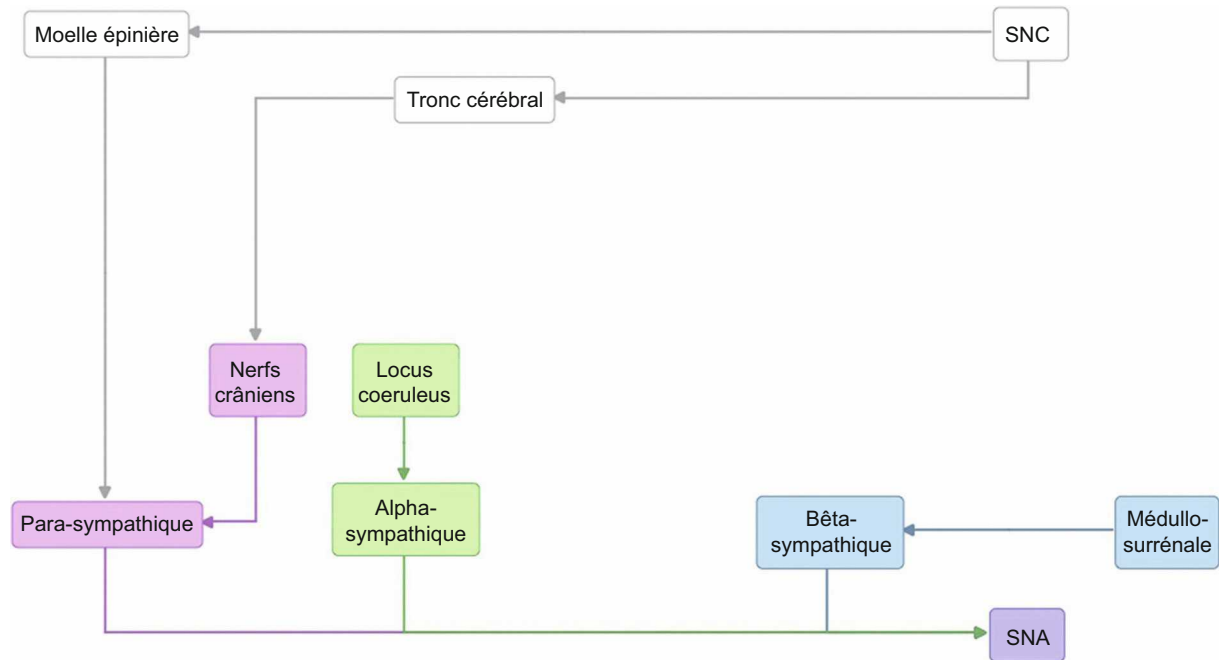 Moelle épinière
SNC
Tronc cérébral
Nerfs
crâniens
Locus
coeruleus
Para-sympathique
Alpha-
sympathique
Bêta-
sympathique
Médullo-
surrénale
SNA